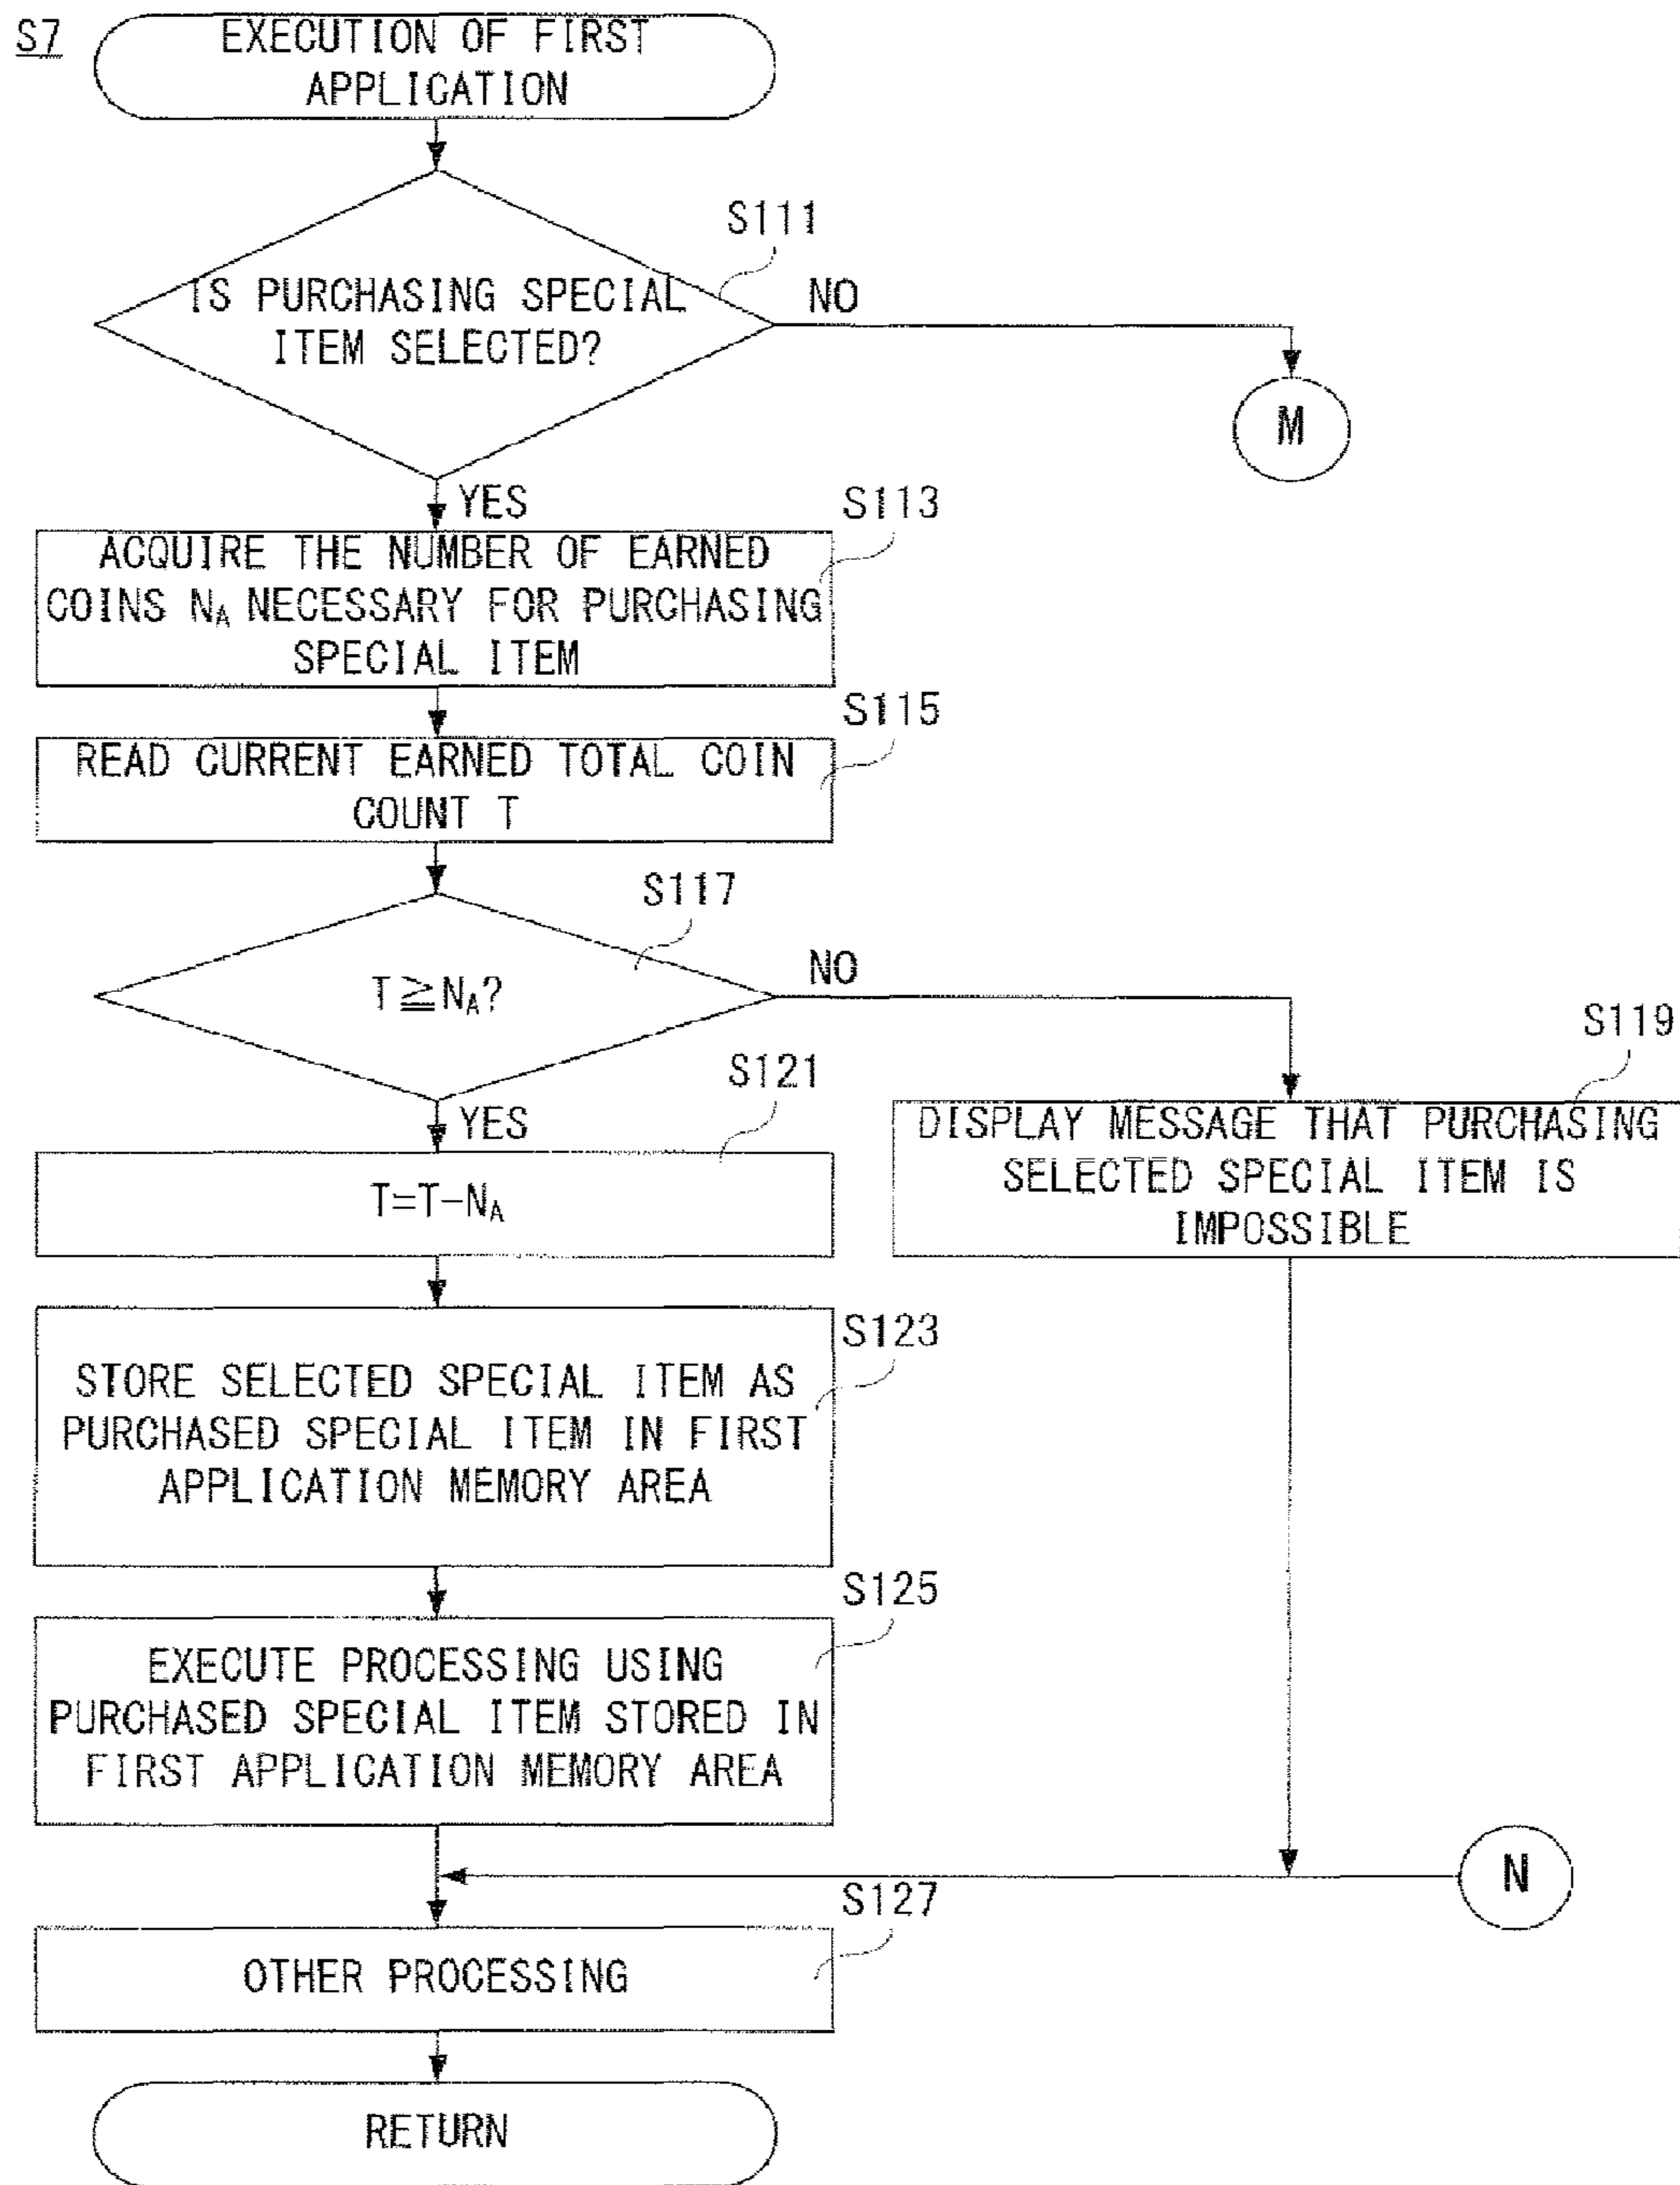 S7
EXECUTION OF FIRST
APPLICATION
S111
IS PURCHASING SPECIAL
ITEM SELECTED?
NO
M
YES
S113
ACQUIRE THE NUMBER OF EARNED
COINS NA NECESSARY FOR PURCHASING
SPECIAL ITEM
S115
READ CURRENT EARNED TOTAL COIN
COUNT T
S117
T≧NA?
NO
S119
S121
YES
DISPLAY MESSAGE THAT PURCHASING
SELECTED SPECIAL ITEM IS
IMPOSSIBLE
T=T-NA
S123
STORE SELECTED SPECIAL ITEM AS
PURCHASED SPECIAL ITEM IN FIRST
APPLICATION MEMORY AREA
S125
EXECUTE PROCESSING USING
PURCHASED SPECIAL ITEM STORED IN
FIRST APPLICATION MEMORY AREA
N
S127
OTHER PROCESSING
RETURN